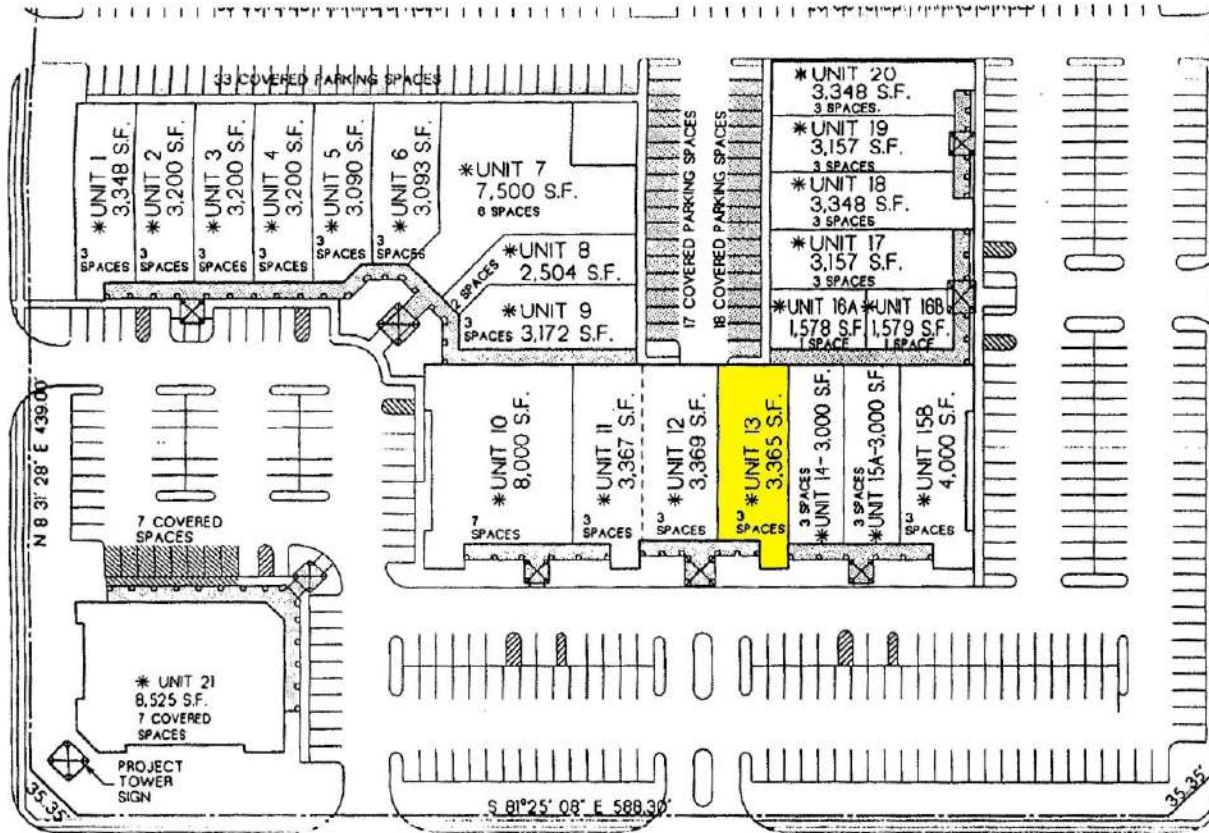 33 COVERED PARKING SPACES
*UNIT 1
3,348 S.F.
3
SPACES
*UNIT 2
3,200 S.F.
3
SPACES
*UNIT 3
3,200 S.F.
3
SPACES
*UNIT 4
3,200 S.F.
3
SPACES
*UNIT 5
3,090 S.F.
3
SPACES
*UNIT 6
3,093 S.F.
3
SPACES
*UNIT 7
7,500 S.F.
6 SPACES
*UNIT 8
2,504 S.F.
2 SPACES
*UNIT 9
3,172 S.F.
3
SPACES
17 COVERED PARKING SPACES
18 COVERED PARKING SPACES
*UNIT 20
3,348 S.F.
3 SPACES
*UNIT 19
3,157 S.F.
3 SPACES
*UNIT 18
3,348 S.F.
3 SPACES
*UNIT 17
3,157 S.F.
3 SPACES
*UNIT 16A
1,578 S.F.
1 SPACE
*UNIT 16B
1,579 S.F.
1 SPACE
*UNIT 10
8,000 S.F.
7
SPACES
*UNIT 11
3,367 S.F.
3
SPACES
*UNIT 12
3,369 S.F.
3
SPACES
*UNIT 13
3,365 S.F.
3
SPACES
3 SPACES
*UNIT 14-3,000 S.F.
3 SPACES
*UNIT 15A-3,000 S.F.
*UNIT 15B
4,000 S.F.
3
SPACES
N 8 31' 28" E 439.00'
7 COVERED
SPACES
* UNIT 21
8,525 S.F.
7 COVERED
SPACES
PROJECT
TOWER
SIGN
35.35'
S 81°25' 08" E 588.30'
35.35'